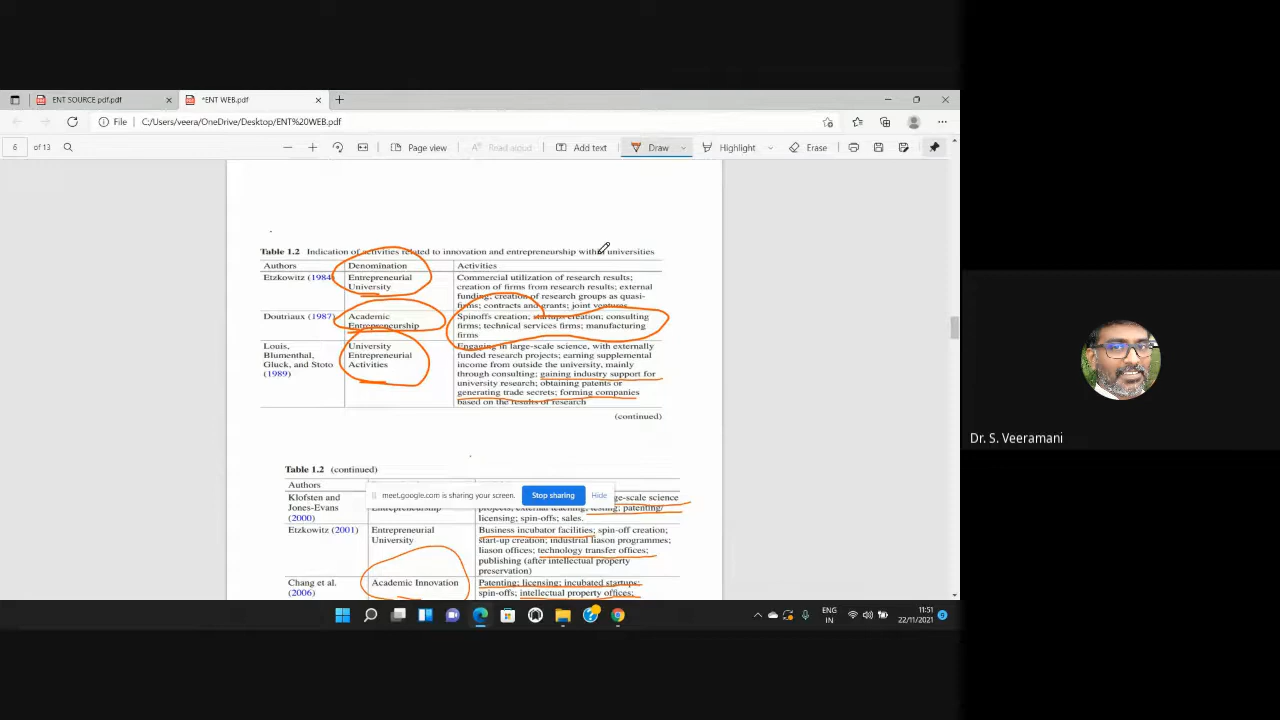 ENT SOURCE pdf.pdf
*ENT WEB.pdf
File
C:/Users/veera/OneDrive/Desktop/ENT%20WEB.pdf
6 of 13
Page view
Read aloud
Add text
Draw
Highlight
Erase
Table 1.2 Indication of activities related to innovation and entrepreneurship within universities
Authors Denomination Activities
Etzkowitz (1984 Entrepreneurial Commercial utilization of research results;
University creation of firms from research results; external
funding; creation of research groups as quasi-
firms; contracts and grants; joint ventures
Doutriaux (1987) Academic Spinoffs creation; startups creation; consulting
Entrepreneurship firms; technical services firms; manufacturing
firms
Louis, University Engaging in large-scale science, with externally
Blumenthal, Entrepreneurial funded research projects; earning supplemental
Gluck, and Stoto Activities income from outside the university, mainly
(1989) through consulting; gaining industry support for
university research; obtaining patents or
generating trade secrets; forming companies
based on the results of research
(continued)
Table 1.2 (continued)
Authors
meet.google.com is sharing your screen. Stop sharing Hide
Klofsten and ge-scale science
Jones-Evans Entrepreneurship projects; external teaching; testing; patenting/
(2000) licensing; spin-offs; sales.
Etzkowitz (2001) Entrepreneurial Business incubator facilities; spin-off creation;
University start-up creation; industrial liason programmes;
liason offices; technology transfer offices;
publishing (after intellectual property
preservation)
Chang et al. Academic Innovation Patenting; licensing; incubated startups;
(2006) spin-offs; intellectual property offices;
Dr. S. Veeramani
ENG
IN
11:51
22/11/2021